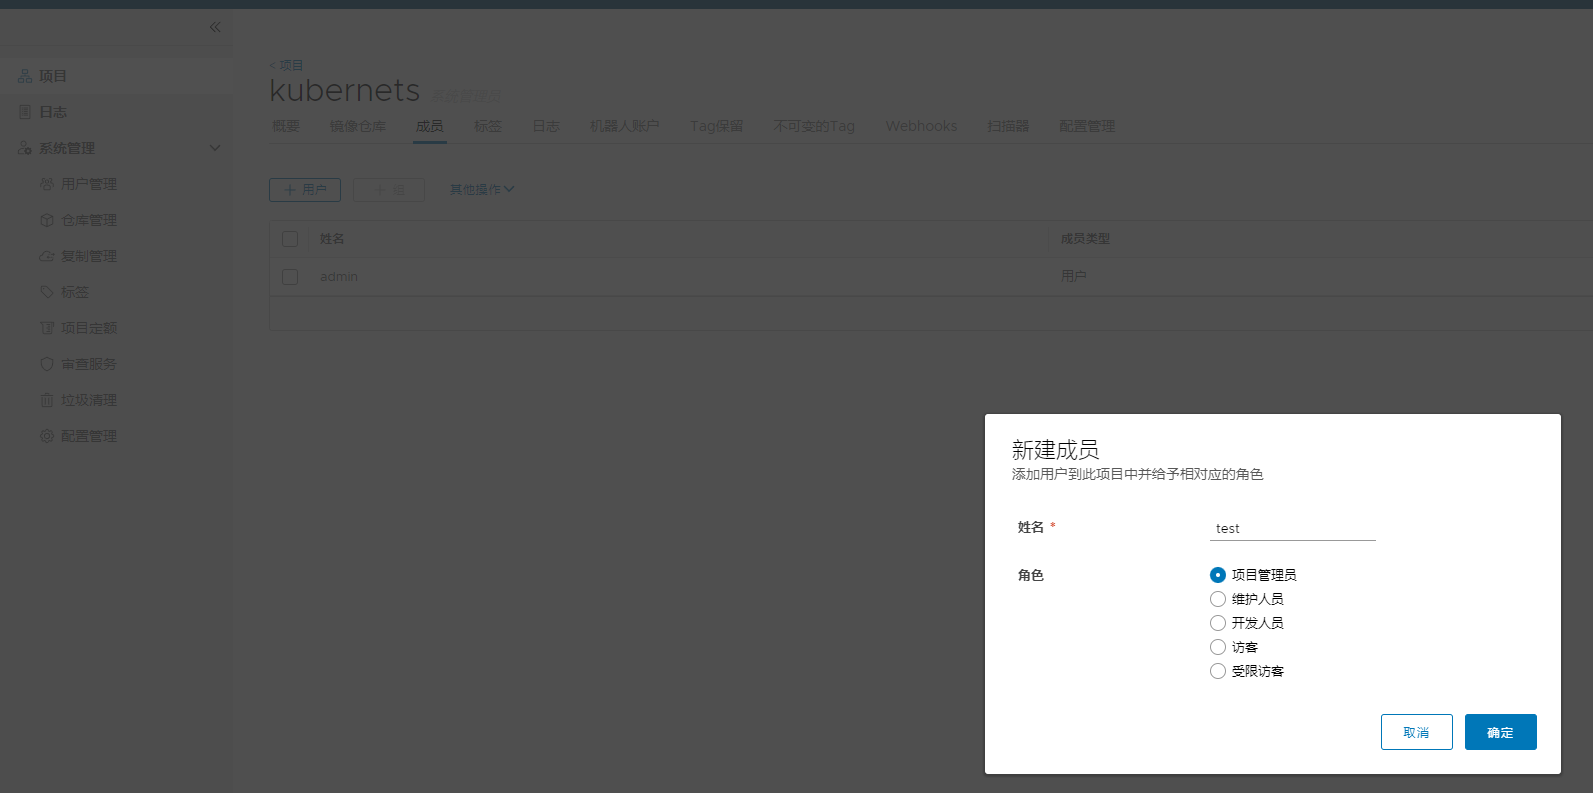 项目
日志
系统管理
用户管理
仓库管理
复制管理
标签
项目定额
审查服务
垃圾清理
配置管理
< 项目
kubernets 系统管理员
概要 镜像仓库 成员 标签 日志 机器人账户 Tag保留 不可变的Tag Webhooks 扫描器 配置管理
+ 用户 + 组 其他操作
姓名 成员类型
admin 用户
新建成员
添加用户到此项目中并给予相对应的角色
姓名 * test
角色 项目管理员
维护人员
开发人员
访客
受限访客
取消 确定